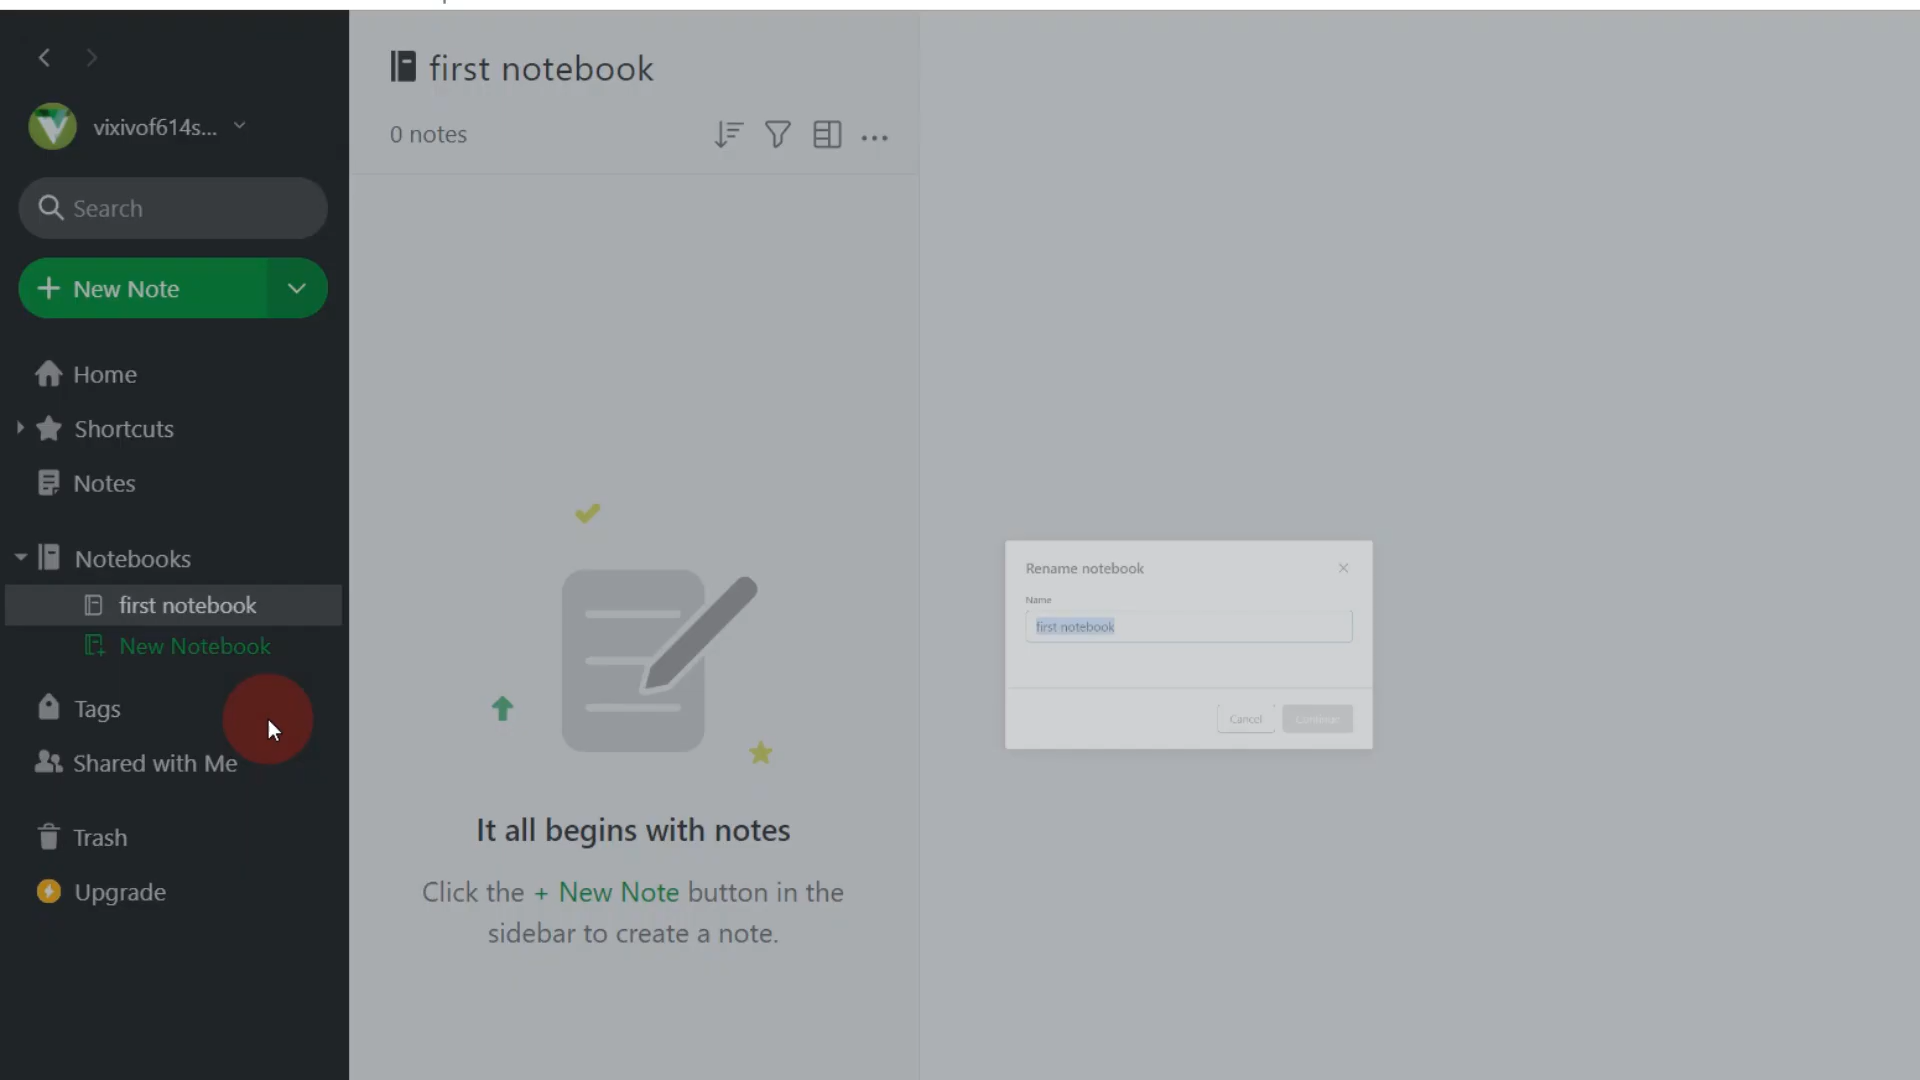 first notebook
vixivof614s...
0 notes
Search
New Note
Home
Shortcuts
Notes
Notebooks
first notebook
New Notebook
Tags
Shared with Me
Trash
Upgrade
It all begins with notes
Click the + New Note button in the
sidebar to create a note.
Rename notebook
Name
first notebook
Cancel
Continue